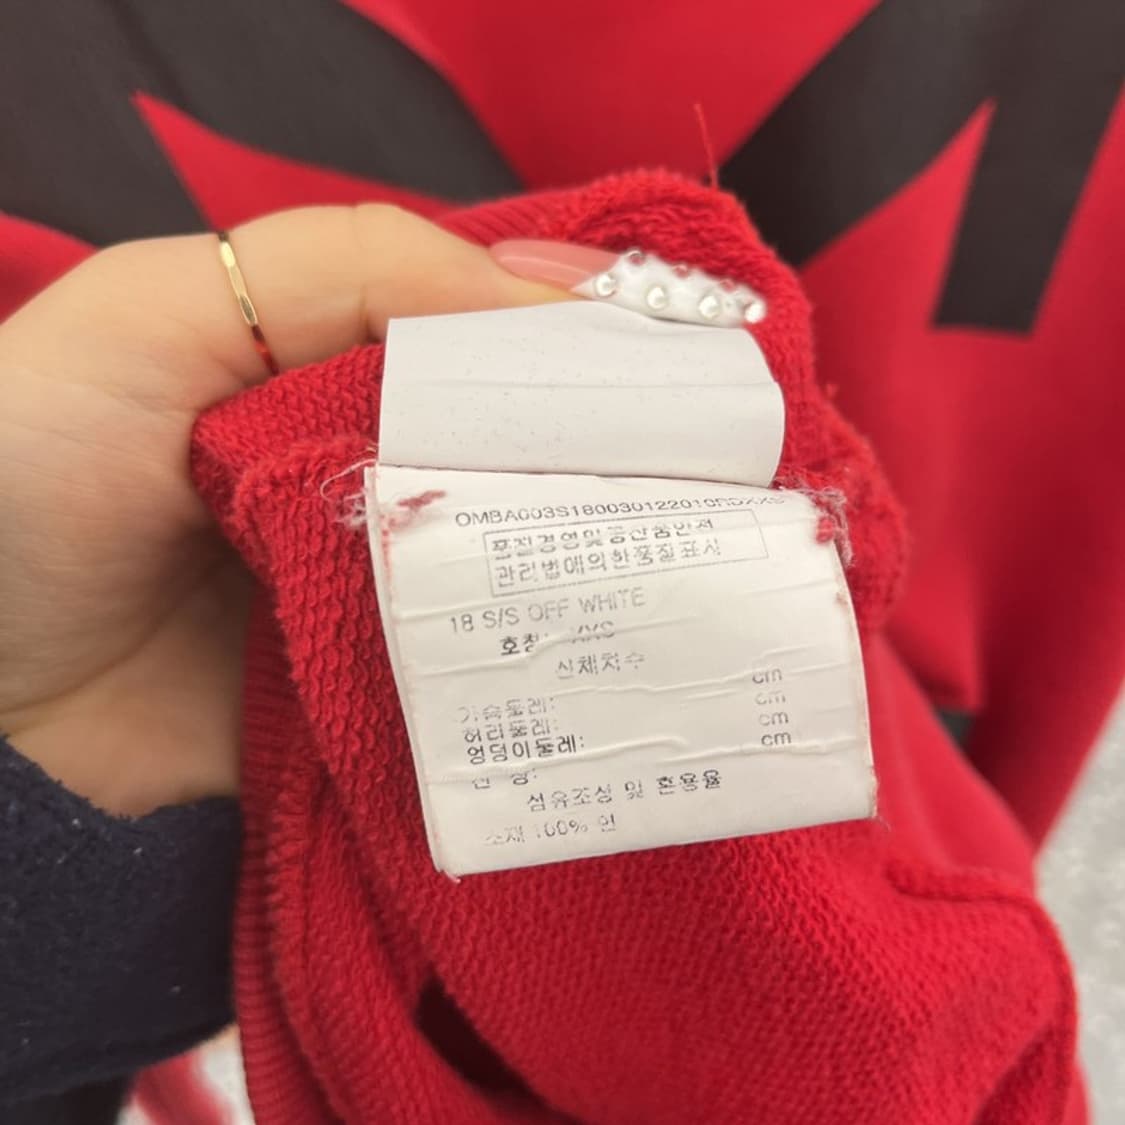 OMBA003S180030122010RDXXS
품질경영및공산품안전
관리법에의한품질표시
18 S/S OFF WHITE
호칭: XXS
신체치수
가슴둘레: cm
허리둘레: cm
엉덩이둘레: cm
신 장: cm
섬유조성 및 혼용율
소재 100% 면